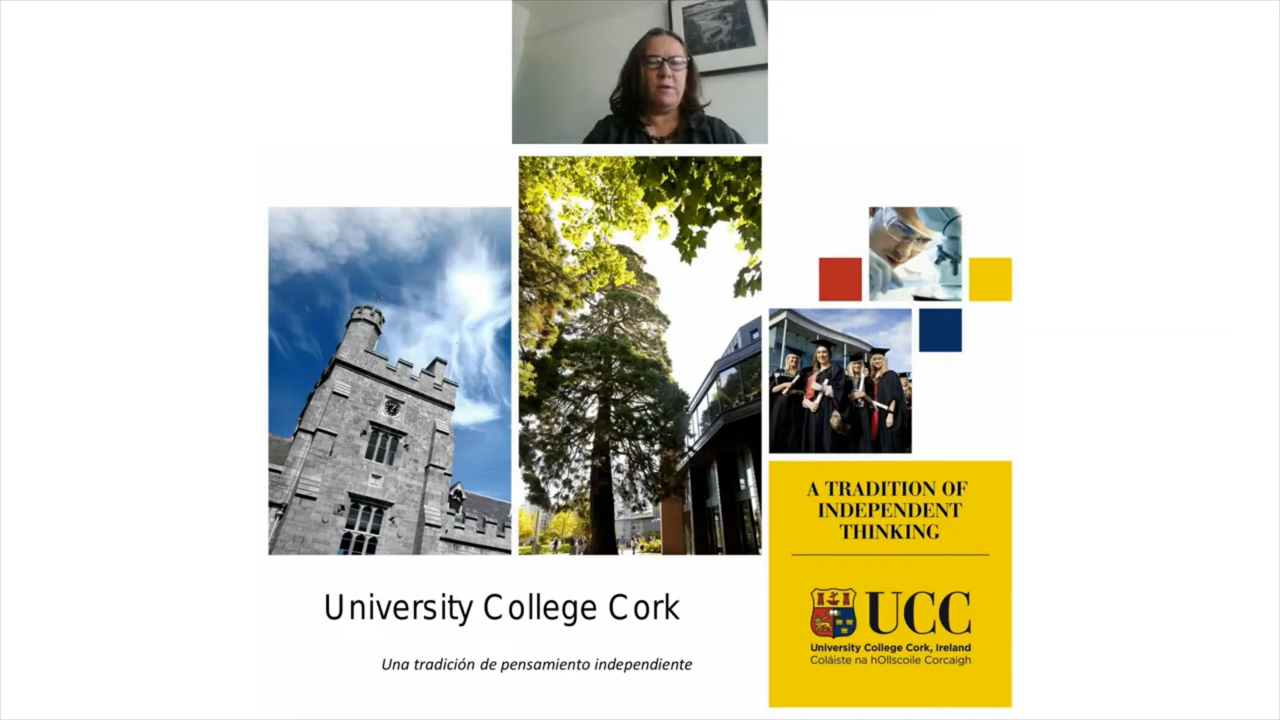 A TRADITION OF
INDEPENDENT
THINKING
UCC
University College Cork, Ireland
Coláiste na hOllscoile Corcaigh
University College Cork
Una tradición de pensamiento independiente